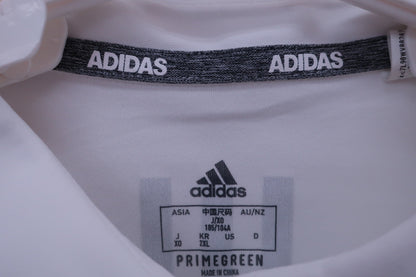 ADIDAS ADIDAS
adidas
ASIA 中国尺码 AU/NZ
J/XO
185/104A
J KR US D
XO 2XL
PRIMEGREEN
MADE IN CHINA